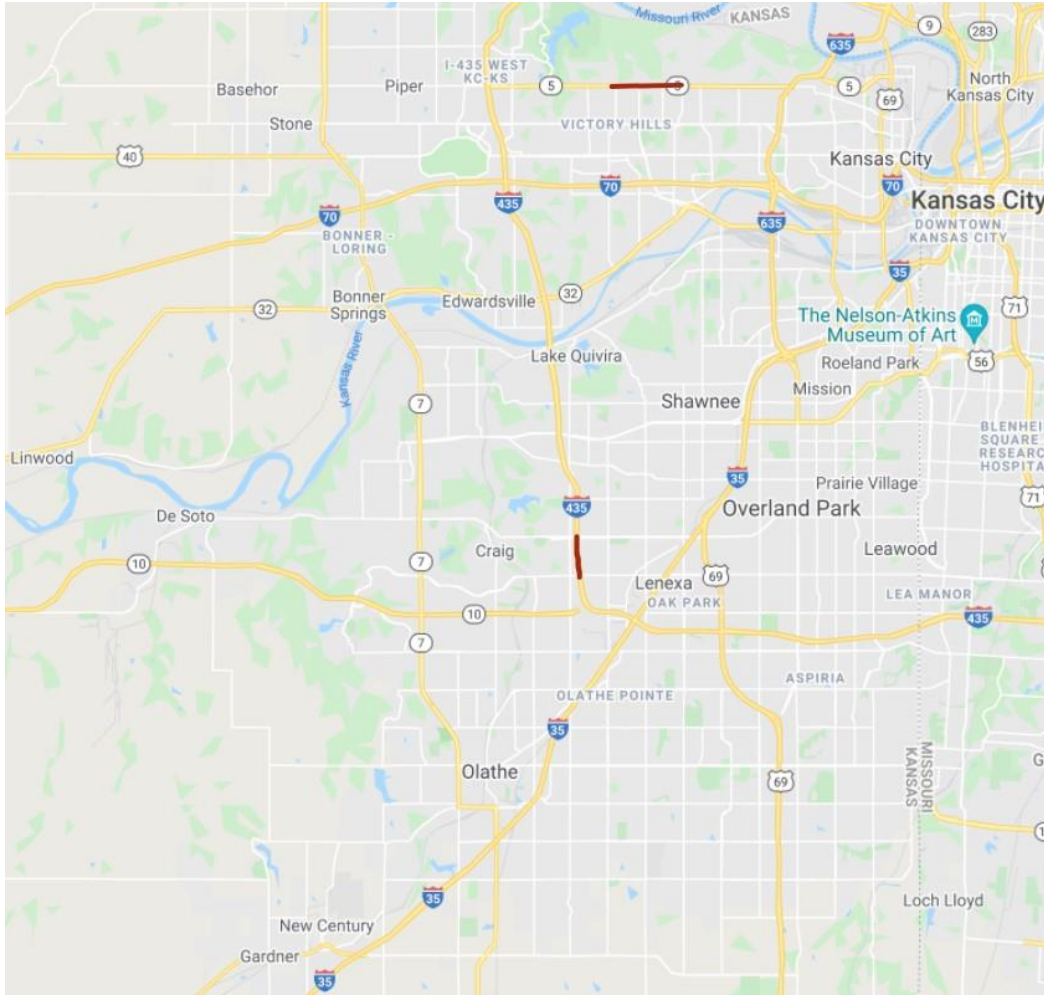 Missouri River
KANSAS
9
283
635
I-435 WEST
KC-KS
Basehor
Piper
5
5
5
69
North
Kansas City
Stone
VICTORY HILLS
40
Kansas City
70
70
70
435
Kansas City
635
DOWNTOWN
KANSAS CITY
BONNER -
LORING
35
Bonner
Springs
Edwardsville
32
32
71
The Nelson-Atkins
Museum of Art
Kansas River
Lake Quivira
Roeland Park
56
Mission
7
Shawnee
BLENHEI
SQUARE
RESEARC
HOSPITA
Linwood
35
Prairie Village
71
435
Overland Park
De Soto
Craig
Leawood
10
7
Lenexa
69
OAK PARK
LEA MANOR
10
435
7
ASPIRIA
OLATHE POINTE
35
MISSOURI
KANSAS
G
Olathe
69
1
35
Loch Lloyd
New Century
Gardner
35